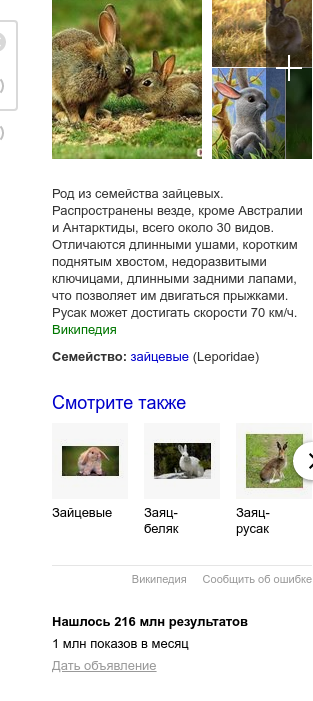 Род из семейства зайцевых.
Распространены везде, кроме Австралии
и Антарктиды, всего около 30 видов.
Отличаются длинными ушами, коротким
поднятым хвостом, недоразвитыми
ключицами, длинными задними лапами,
что позволяет им двигаться прыжками.
Русак может достигать скорости 70 км/ч.
Википедия
Семейство: зайцевые (Leporidae)
Смотрите также
Зайцевые
Заяц-
беляк
Заяц-
русак
Википедия Сообщить об ошибке
Нашлось 216 млн результатов
1 млн показов в месяц
Дать объявление